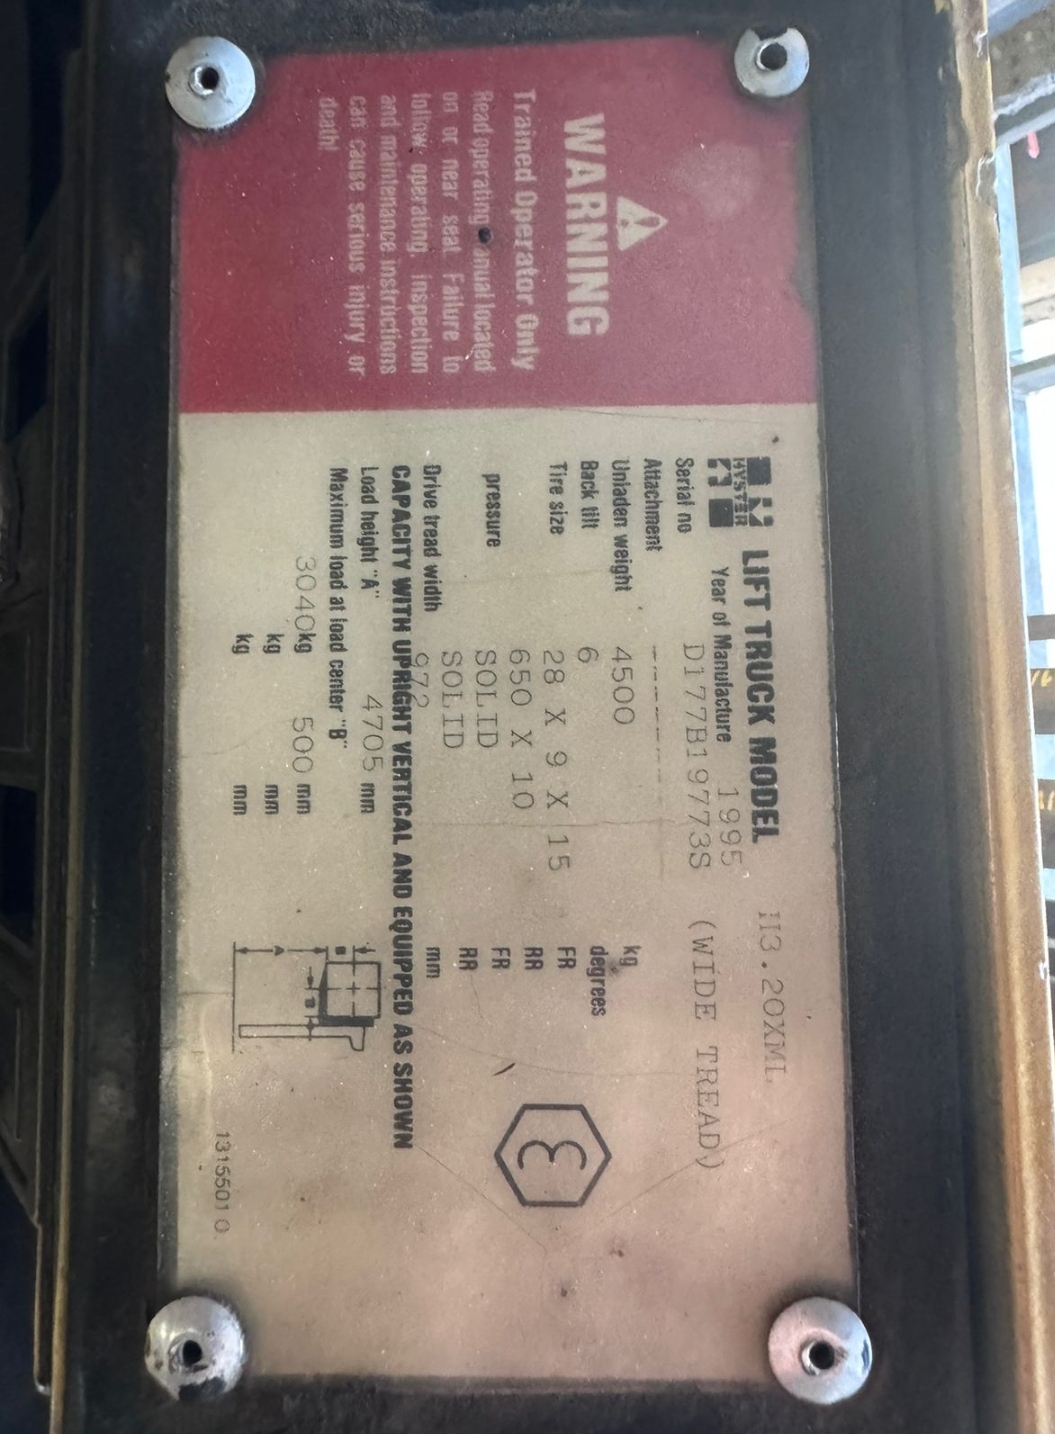 WARNING
Trained Operator Only
Read operating anual located
on or near seat. Failure to
follow operating, inspection
and maintenance instructions
can cause serious injury or
death!
HYSTER LIFT TRUCK MODEL H3.20XML
Year of Manufacture 1995
Serial no D177B19773S (WIDE TREAD)
Attachment -------
Unladen weight 4500 kg
Back tilt 6 degrees
Tire size 28 X 9 X 15 FR
650 X 10 RR
pressure SOLID FR
SOLID RR
Drive tread width 972 mm
CAPACITY WITH UPRIGHT VERTICAL AND EQUIPPED AS SHOWN
Load height "A" 4705 mm
Maximum load at load center "B"
3040 kg 500 mm
kg mm
kg mm
B
A
B
1315501 0